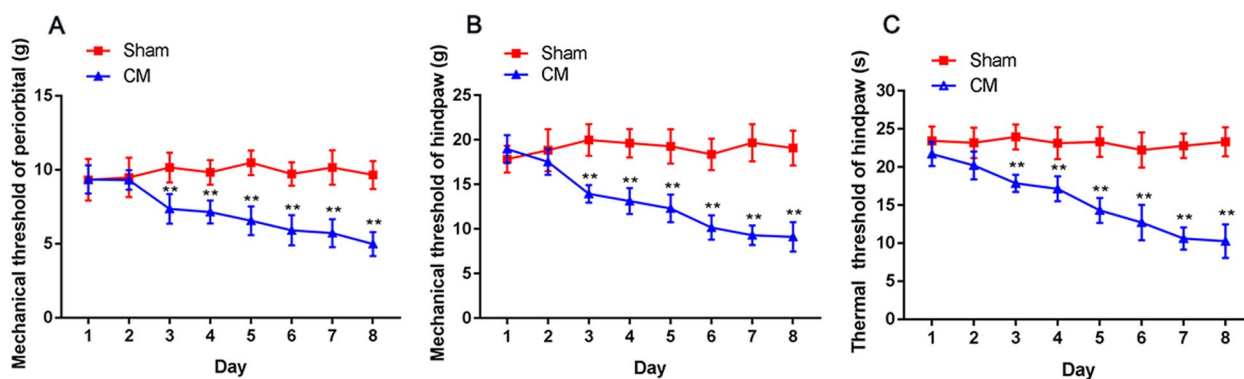 A
Sham
CM
Mechanical threshold of periorbital (g)
15
10
5
0
** ** ** ** ** **
1 2 3 4 5 6 7 8
Day
B
Sham
CM
Mechanical threshold of hindpaw (g)
25
20
15
10
5
0
** ** ** ** ** **
1 2 3 4 5 6 7 8
Day
C
Sham
CM
Thermal threshold of hindpaw (s)
30
25
20
15
10
5
0
** ** ** ** ** **
1 2 3 4 5 6 7 8
Day